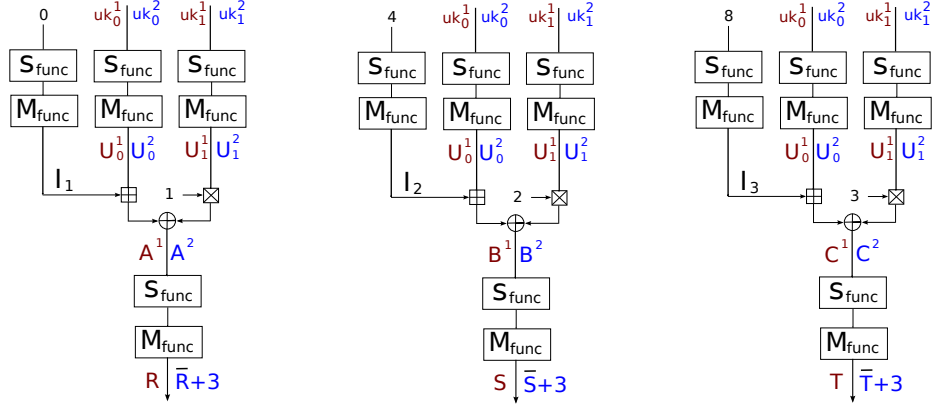 0 uk₀¹ uk₀² uk₁¹ uk₁² 4 uk₀¹ uk₀² uk₁¹ uk₁² 8 uk₀¹ uk₀² uk₁¹ uk₁²
S_func S_func S_func S_func S_func S_func S_func S_func S_func
M_func M_func M_func M_func M_func M_func M_func M_func M_func
U₀¹ U₀² U₁¹ U₁² U₀¹ U₀² U₁¹ U₁² U₀¹ U₀² U₁¹ U₁²
I₁ 1 I₂ 2 I₃ 3
A¹ A² B¹ B² C¹ C²
S_func S_func S_func
M_func M_func M_func
R R̅+3 S S̅+3 T T̅+3